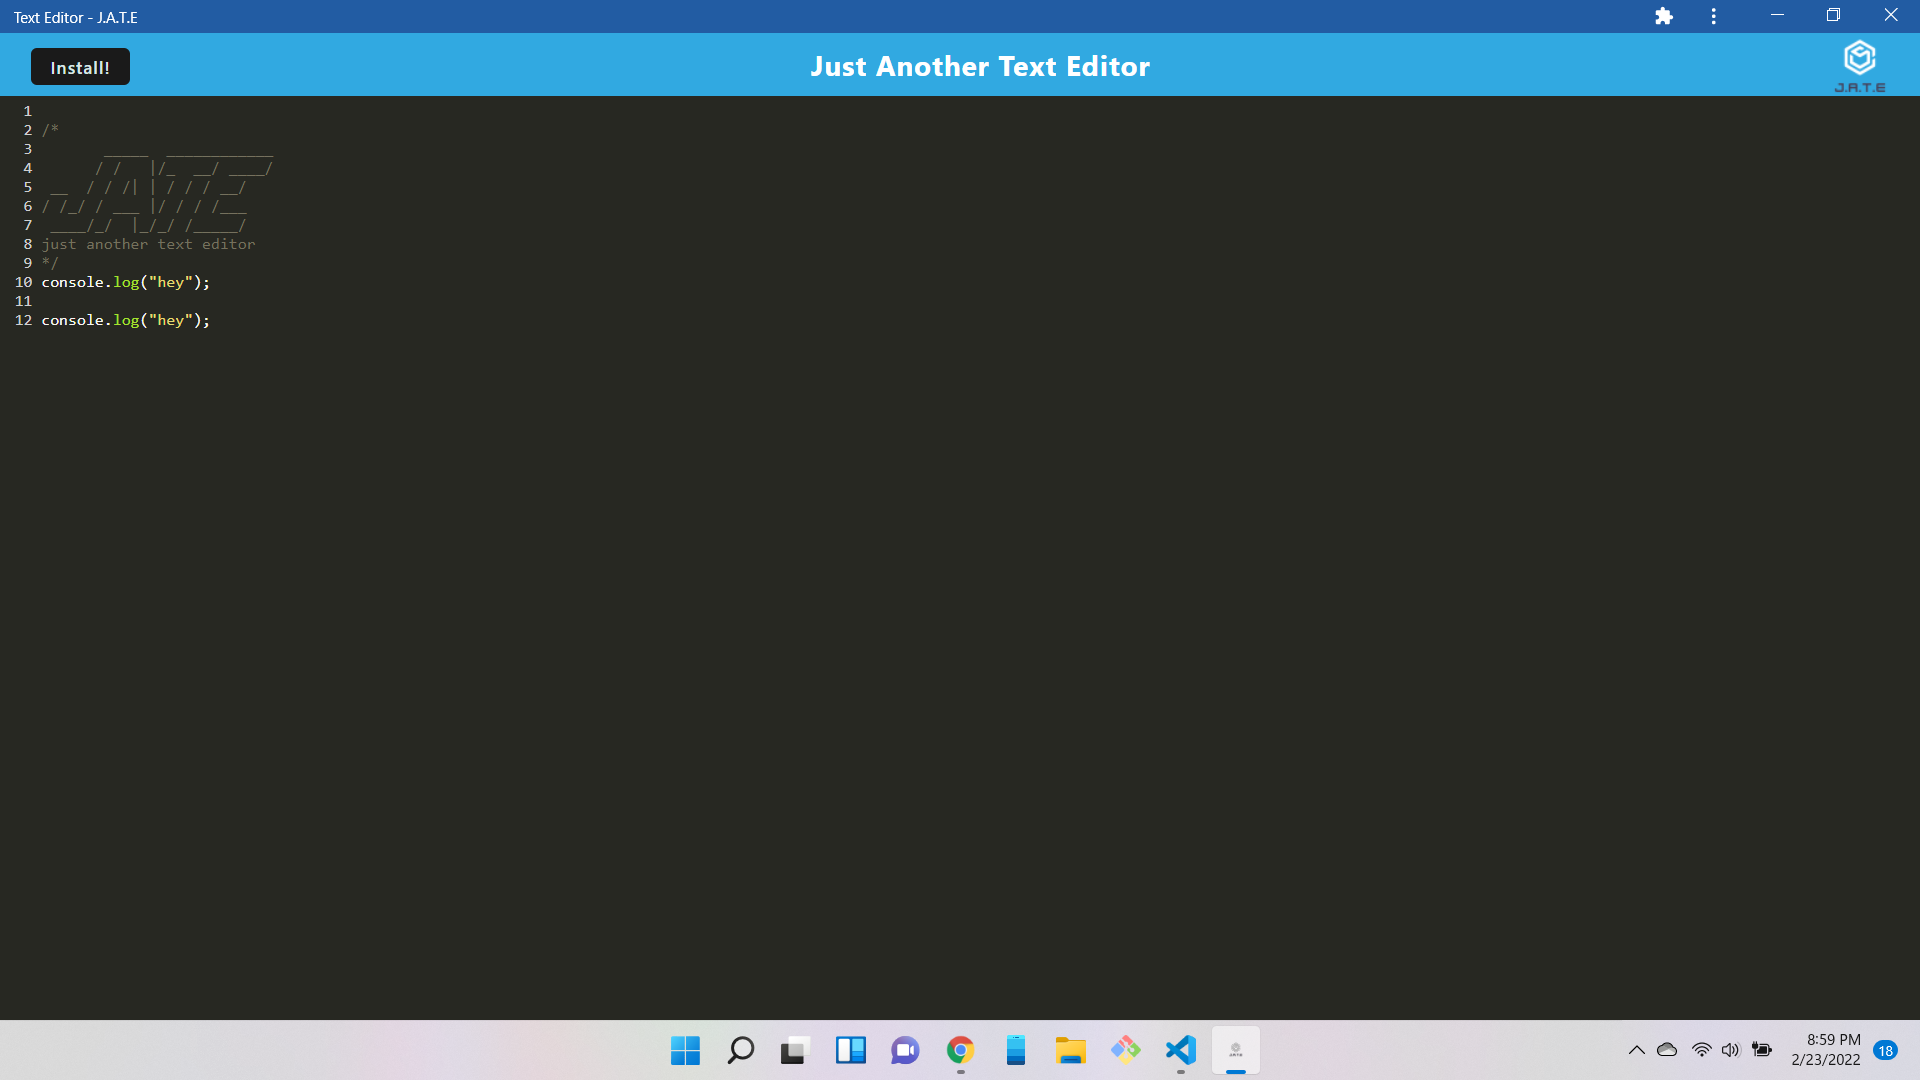 Text Editor - J.A.T.E
Install!
Just Another Text Editor
J.A.T.E
1
2 /*
3        _____  ____________
4       / /   |/_  __/ ____/
5  __  / / /| | / / / __/
6 / /_/ / ___ |/ / / /___
7  ____/_/  |_/_/ /_____/
8 just another text editor
9 */
10 console.log("hey");
11
12 console.log("hey");
8:59 PM
2/23/2022
18